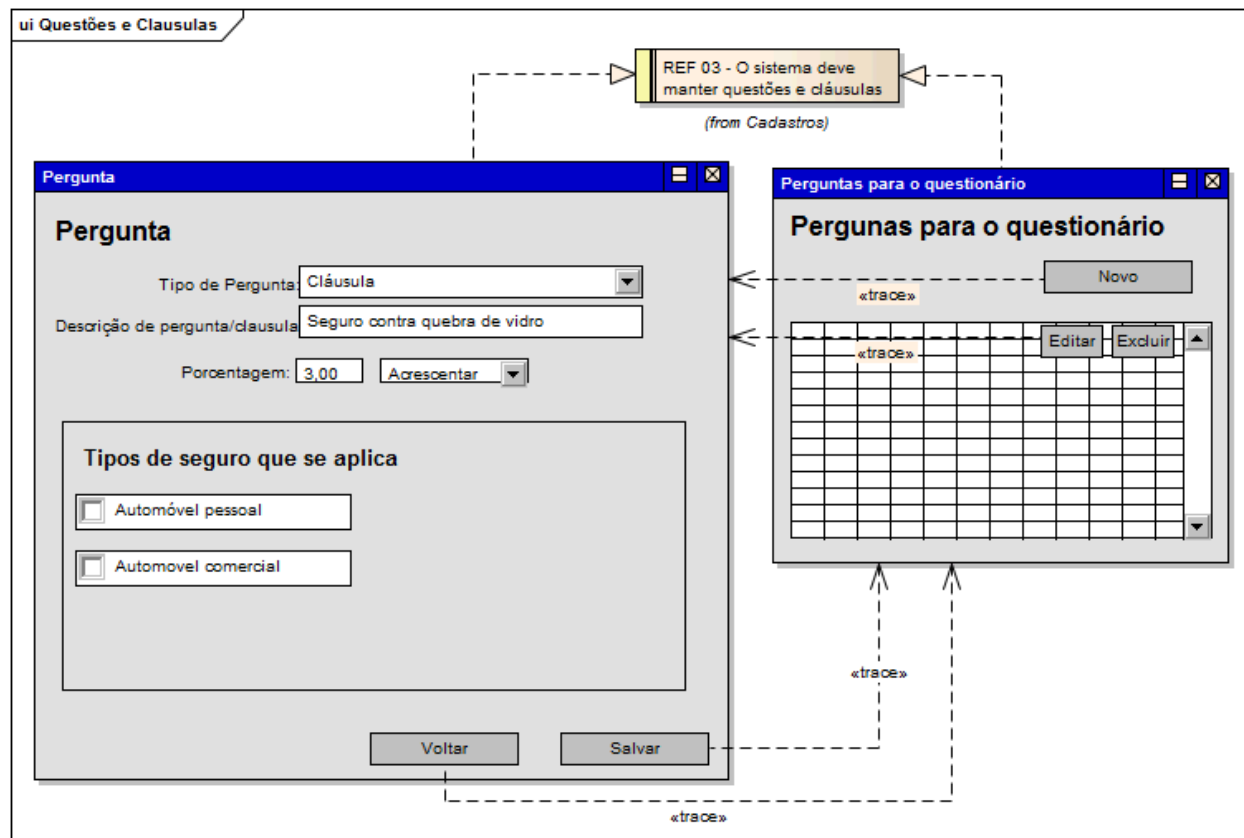 ui Questões e Clausulas
REF 03 - O sistema deve
manter questões e cláusulas
(from Cadastros)
Pergunta
Pergunta
Tipo de Pergunta:
Cláusula
Descrição de pergunta/clausula
Seguro contra quebra de vidro
Porcentagem:
3,00
Acrescentar
Tipos de seguro que se aplica
Automóvel pessoal
Automovel comercial
Voltar
Salvar
Perguntas para o questionário
Pergunas para o questionário
Novo
«trace»
Editar
Excluir
«trace»
«trace»
«trace»